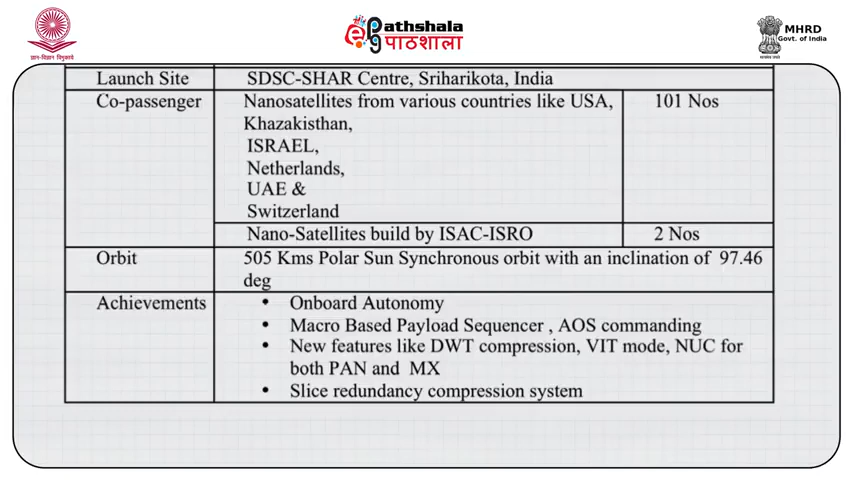 ज्ञान-विज्ञान विमुक्तये
ePathshala
पाठशाला
MHRD
Govt. of India
सत्यमेव जयते
Launch Site SDSC-SHAR Centre, Sriharikota, India
Co-passenger Nanosatellites from various countries like USA, 101 Nos
Khazakisthan,
ISRAEL,
Netherlands,
UAE &
Switzerland
Nano-Satellites build by ISAC-ISRO 2 Nos
Orbit 505 Kms Polar Sun Synchronous orbit with an inclination of 97.46
deg
Achievements • Onboard Autonomy
• Macro Based Payload Sequencer , AOS commanding
• New features like DWT compression, VIT mode, NUC for
both PAN and MX
• Slice redundancy compression system